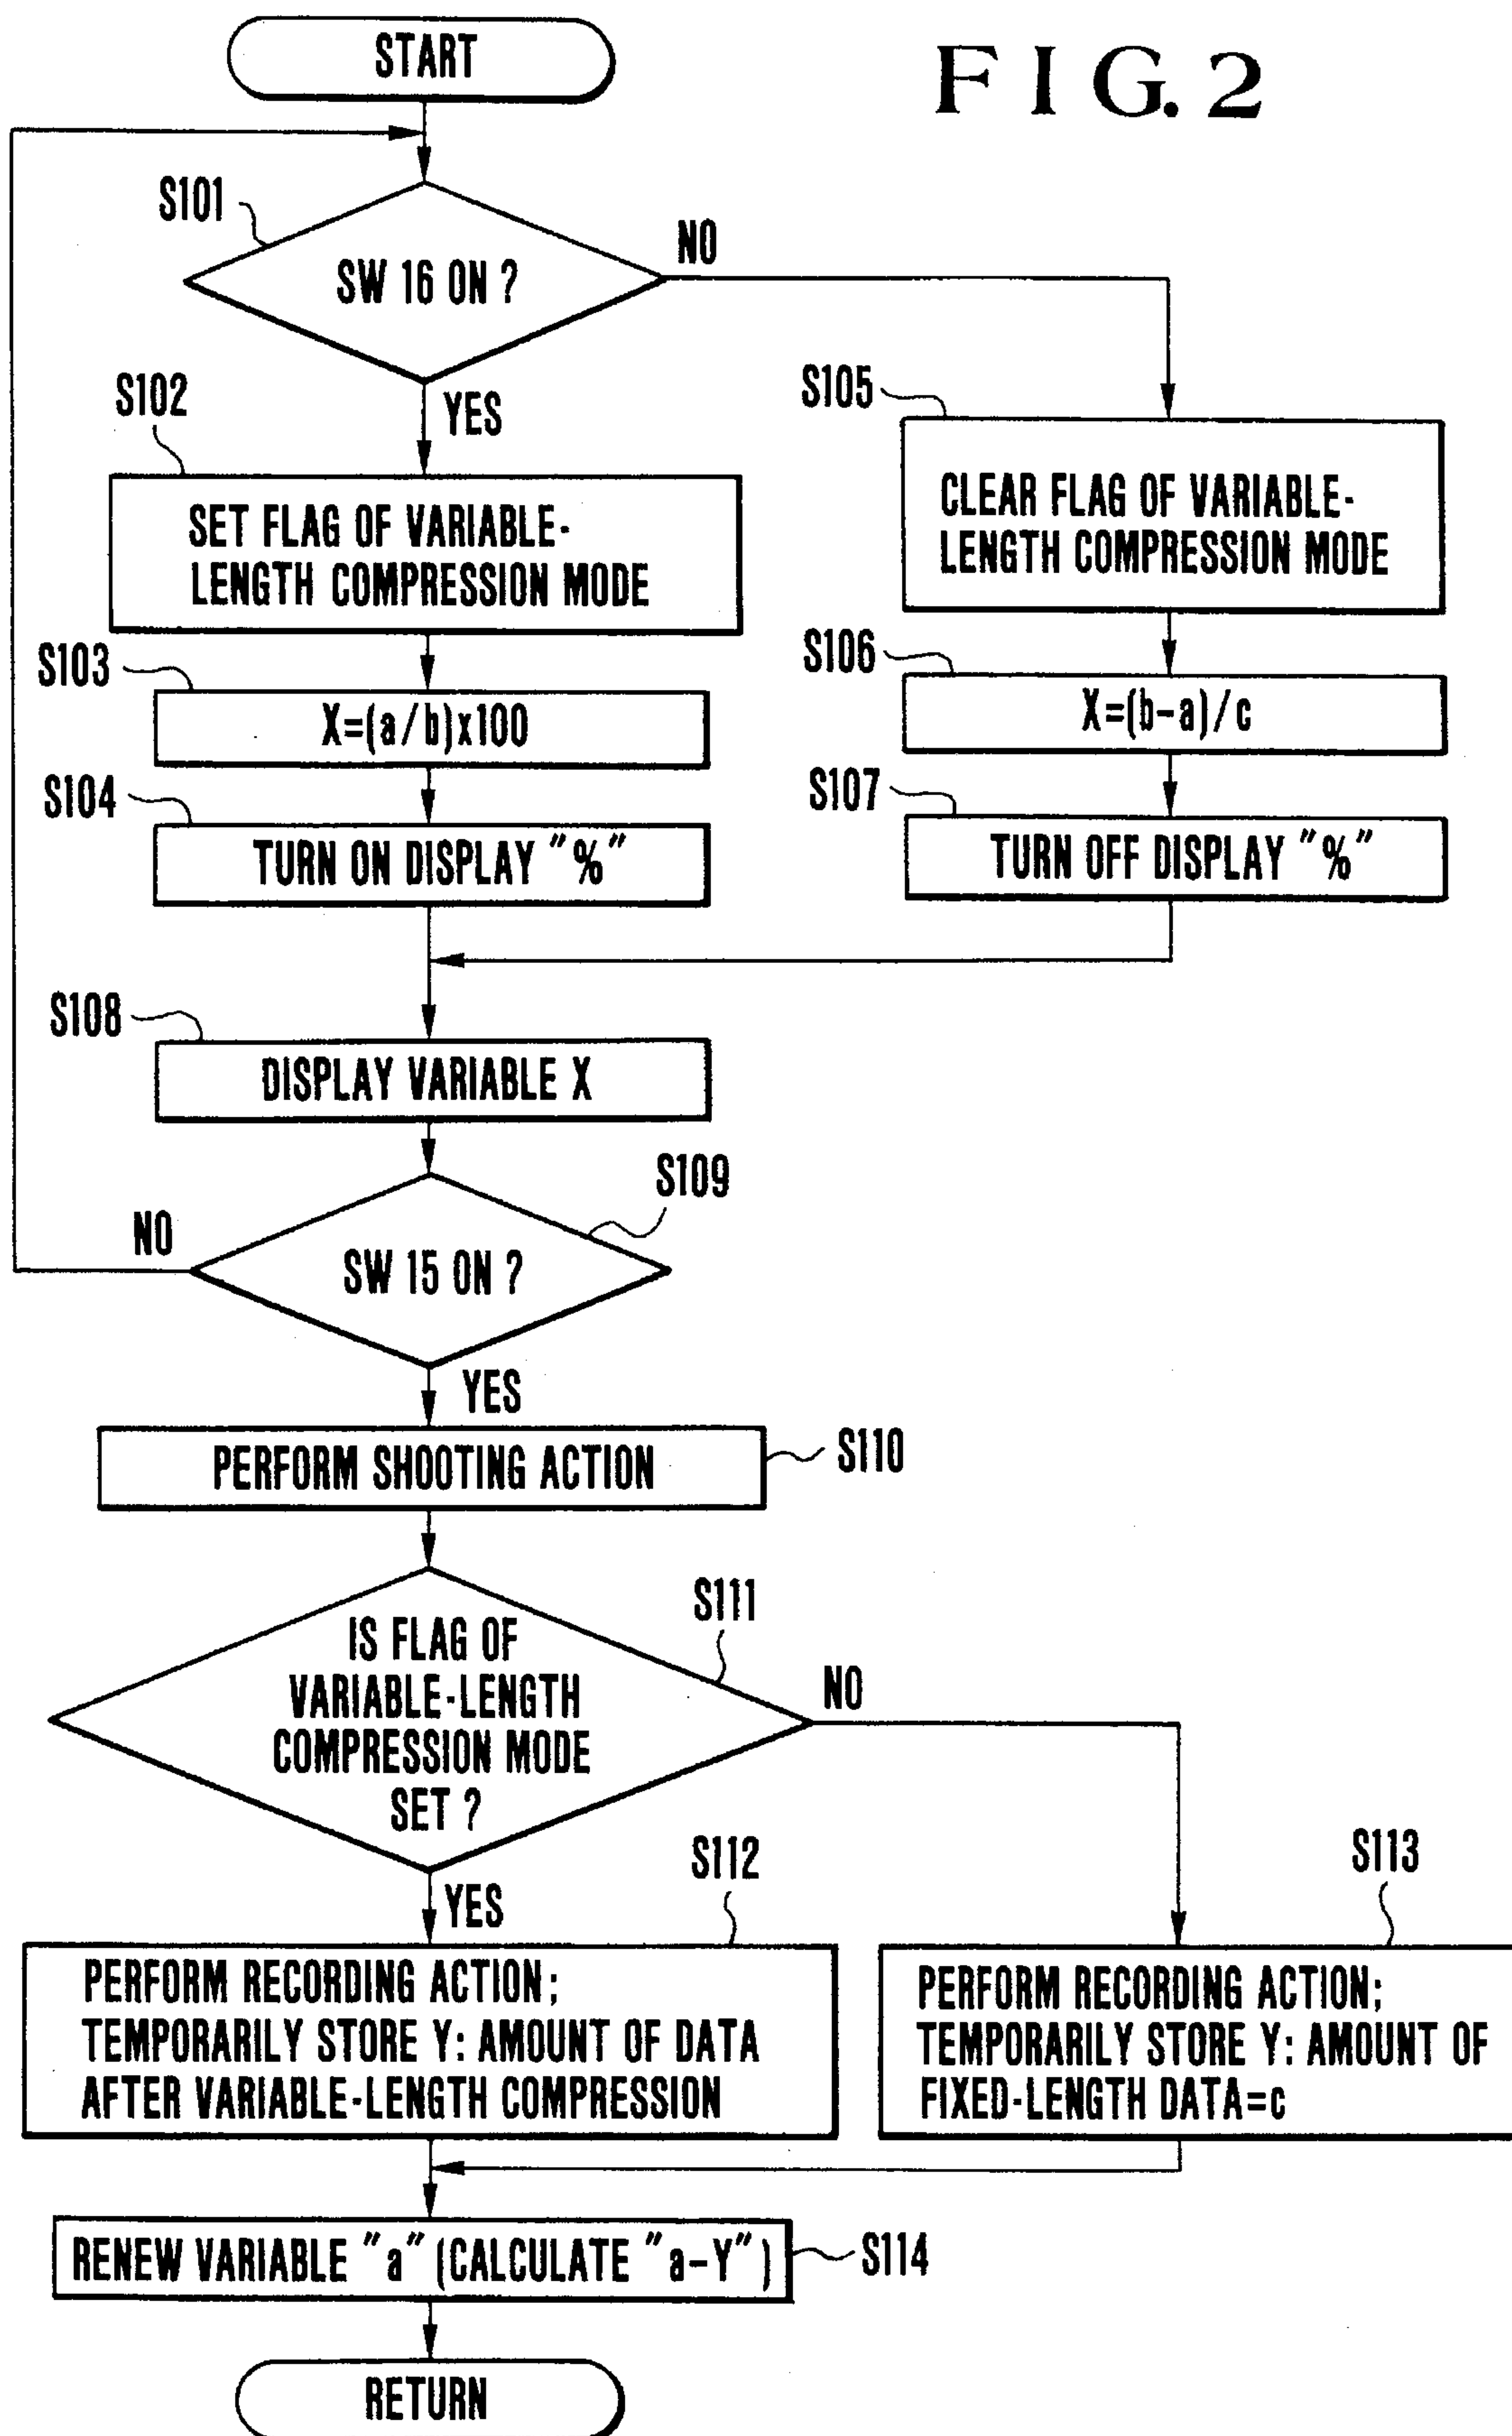 START
FIG. 2
S101
SW 16 ON ?
NO
YES
S102
SET FLAG OF VARIABLE-
LENGTH COMPRESSION MODE
S105
CLEAR FLAG OF VARIABLE-
LENGTH COMPRESSION MODE
S103
X=(a/b)x100
S106
X=(b-a)/c
S104
TURN ON DISPLAY "%"
S107
TURN OFF DISPLAY "%"
S108
DISPLAY VARIABLE X
S109
NO
SW 15 ON ?
YES
PERFORM SHOOTING ACTION
S110
S111
IS FLAG OF
VARIABLE-LENGTH
COMPRESSION MODE
SET ?
NO
YES
S112
PERFORM RECORDING ACTION;
TEMPORARILY STORE Y: AMOUNT OF DATA
AFTER VARIABLE-LENGTH COMPRESSION
S113
PERFORM RECORDING ACTION;
TEMPORARILY STORE Y: AMOUNT OF
FIXED-LENGTH DATA=c
RENEW VARIABLE "a" (CALCULATE "a-Y")
S114
RETURN